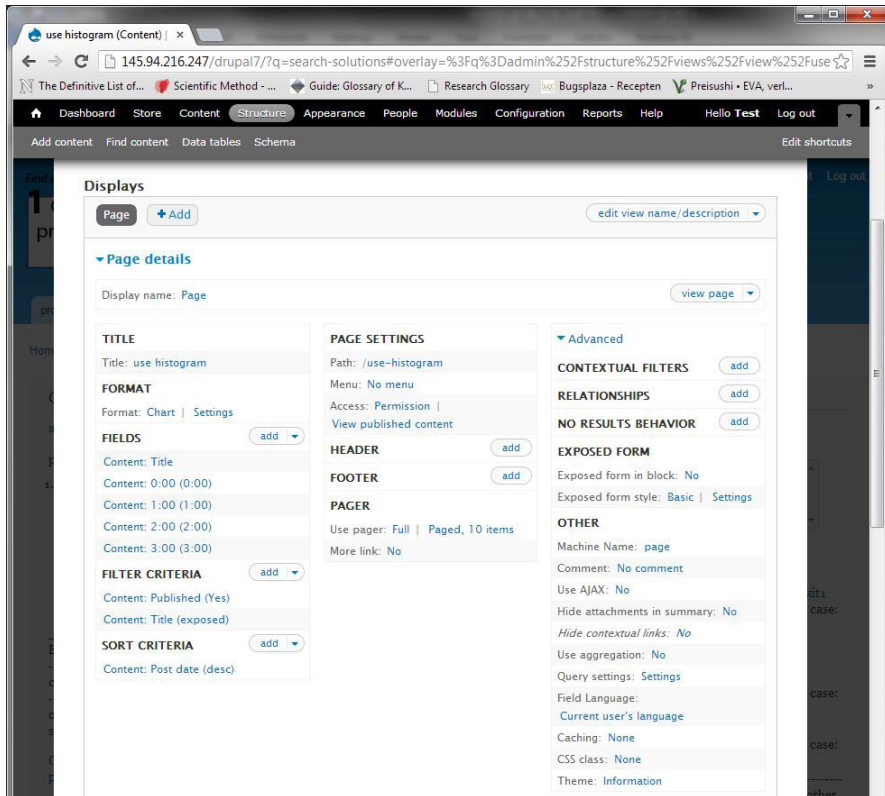 use histogram (Content) | ×
145.94.216.247/drupal7/?q=search-solutions#overlay=%3Fq%3Dadmin%252Fstructure%252Fviews%252Fview%252Fuse
The Definitive List of... Scientific Method - ... Guide: Glossary of K... Research Glossary Bugsplaza - Recepten Preisushi • EVA, verl... »
Dashboard Store Content Structure Appearance People Modules Configuration Reports Help Hello Test Log out
Add content Find content Data tables Schema Edit shortcuts
Log out
Displays
Page +Add edit view name/description
Page details
Display name: Page view page
TITLE
Title: use histogram
FORMAT
Format: Chart | Settings
FIELDS add
Content: Title
Content: 0:00 (0:00)
Content: 1:00 (1:00)
Content: 2:00 (2:00)
Content: 3:00 (3:00)
FILTER CRITERIA add
Content: Published (Yes)
Content: Title (exposed)
SORT CRITERIA add
Content: Post date (desc)
PAGE SETTINGS
Path: /use-histogram
Menu: No menu
Access: Permission |
View published content
HEADER add
FOOTER add
PAGER
Use pager: Full | Paged, 10 items
More link: No
Advanced
CONTEXTUAL FILTERS add
RELATIONSHIPS add
NO RESULTS BEHAVIOR add
EXPOSED FORM
Exposed form in block: No
Exposed form style: Basic | Settings
OTHER
Machine Name: page
Comment: No comment
Use AJAX: No
Hide attachments in summary: No
Hide contextual links: No
Use aggregation: No
Query settings: Settings
Field Language:
Current user's language
Caching: None
CSS class: None
Theme: Information
case:
case:
case: